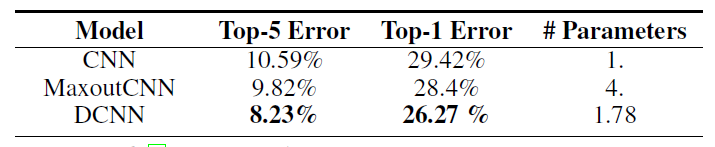 Model Top-5 Error Top-1 Error # Parameters
CNN 10.59% 29.42% 1.
MaxoutCNN 9.82% 28.4% 4.
DCNN 8.23% 26.27 % 1.78